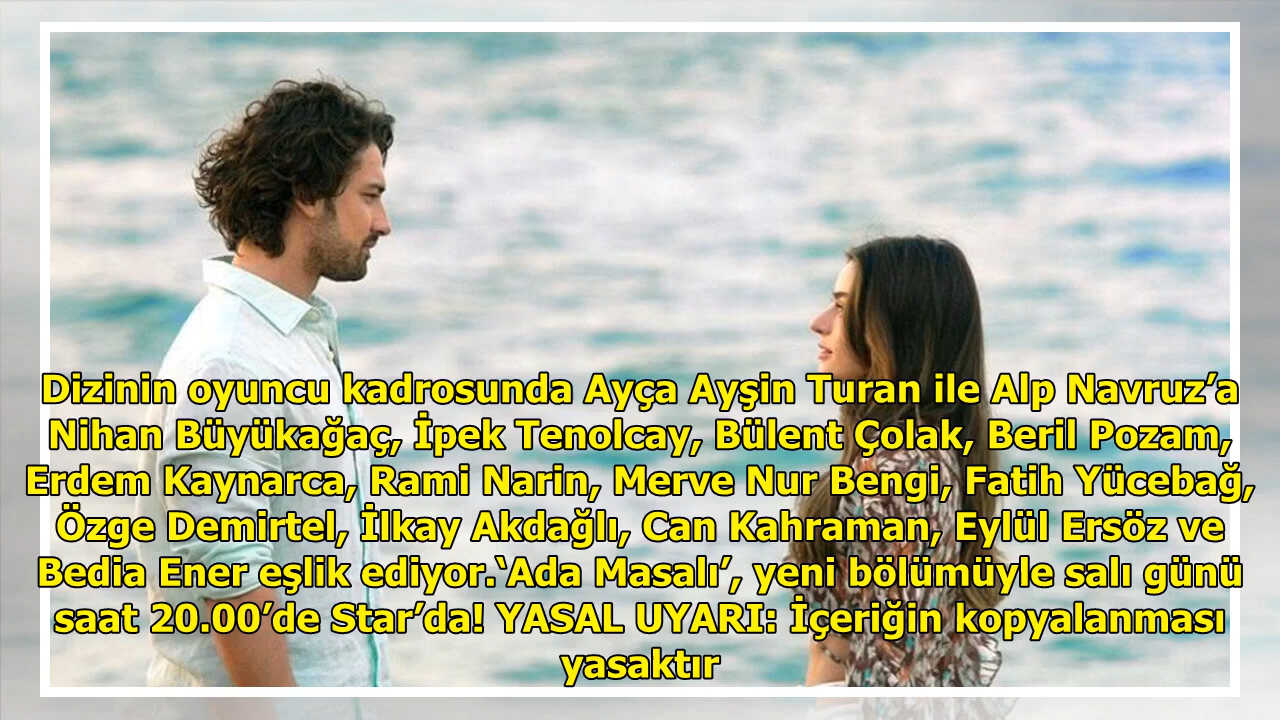 Dizinin oyuncu kadrosunda Ayça Ayşin Turan ile Alp Navruz’a
Nihan Büyükağaç, İpek Tenolcay, Bülent Çolak, Beril Pozam,
Erdem Kaynarca, Rami Narin, Merve Nur Bengi, Fatih Yücebağ,
Özge Demirtel, İlkay Akdağlı, Can Kahraman, Eylül Ersöz ve
Bedia Ener eşlik ediyor.‘Ada Masalı’, yeni bölümüyle salı günü
saat 20.00’de Star’da! YASAL UYARI: İçeriğin kopyalanması
yasaktır